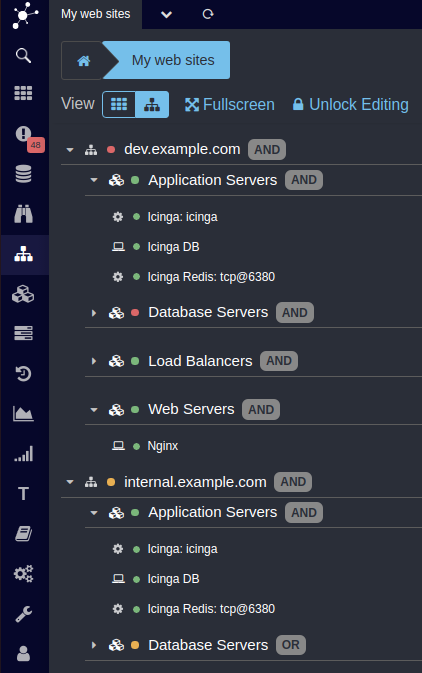 My web sites
My web sites
View Fullscreen Unlock Editing
48
dev.example.com AND
Application Servers AND
Icinga: icinga
Icinga DB
Icinga Redis: tcp@6380
Database Servers AND
Load Balancers AND
Web Servers AND
Nginx
internal.example.com AND
T
Application Servers AND
Icinga: icinga
Icinga DB
Icinga Redis: tcp@6380
Database Servers OR